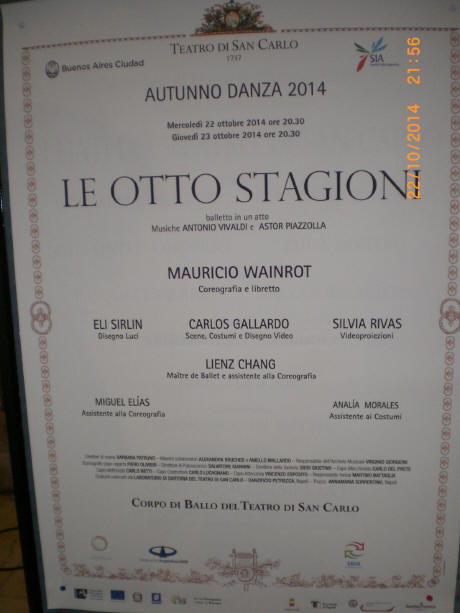 TEATRO DI SAN CARLO
1737
Buenos Aires Ciudad
SIA
AUTUNNO DANZA 2014
Mercoledì 22 ottobre 2014 ore 20.30
Giovedì 23 ottobre 2014 ore 20.30
22/10/2014 21:56
LE OTTO STAGIONI
balletto in un atto
Musiche ANTONIO VIVALDI e ASTOR PIAZZOLLA
MAURICIO WAINROT
Coreografia e libretto
ELI SIRLIN
Disegno Luci
CARLOS GALLARDO
Scene, Costumi e Disegno Video
SILVIA RIVAS
Videoproiezioni
LIENZ CHANG
Maître de Ballet e assistente alla Coreografia
MIGUEL ELÍAS
Assistente alla Coreografia
ANALÍA MORALES
Assistente ai Costumi
CORPO DI BALLO DEL TEATRO DI SAN CARLO